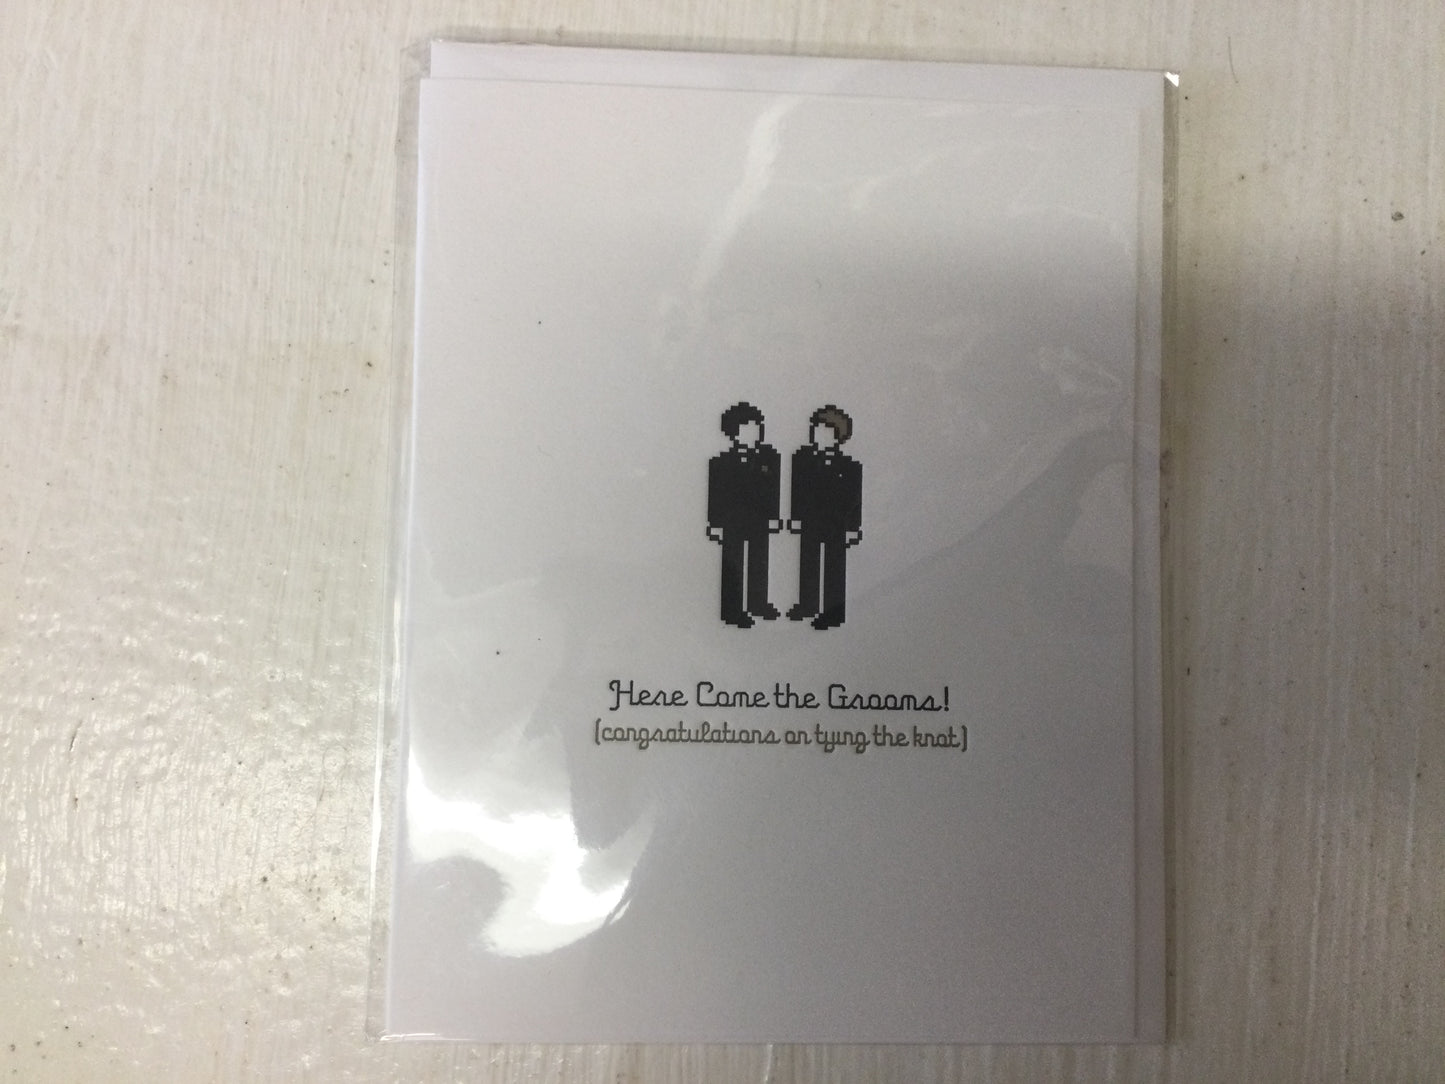 Here Come the Grooms!
(congratulations on tying the knot)